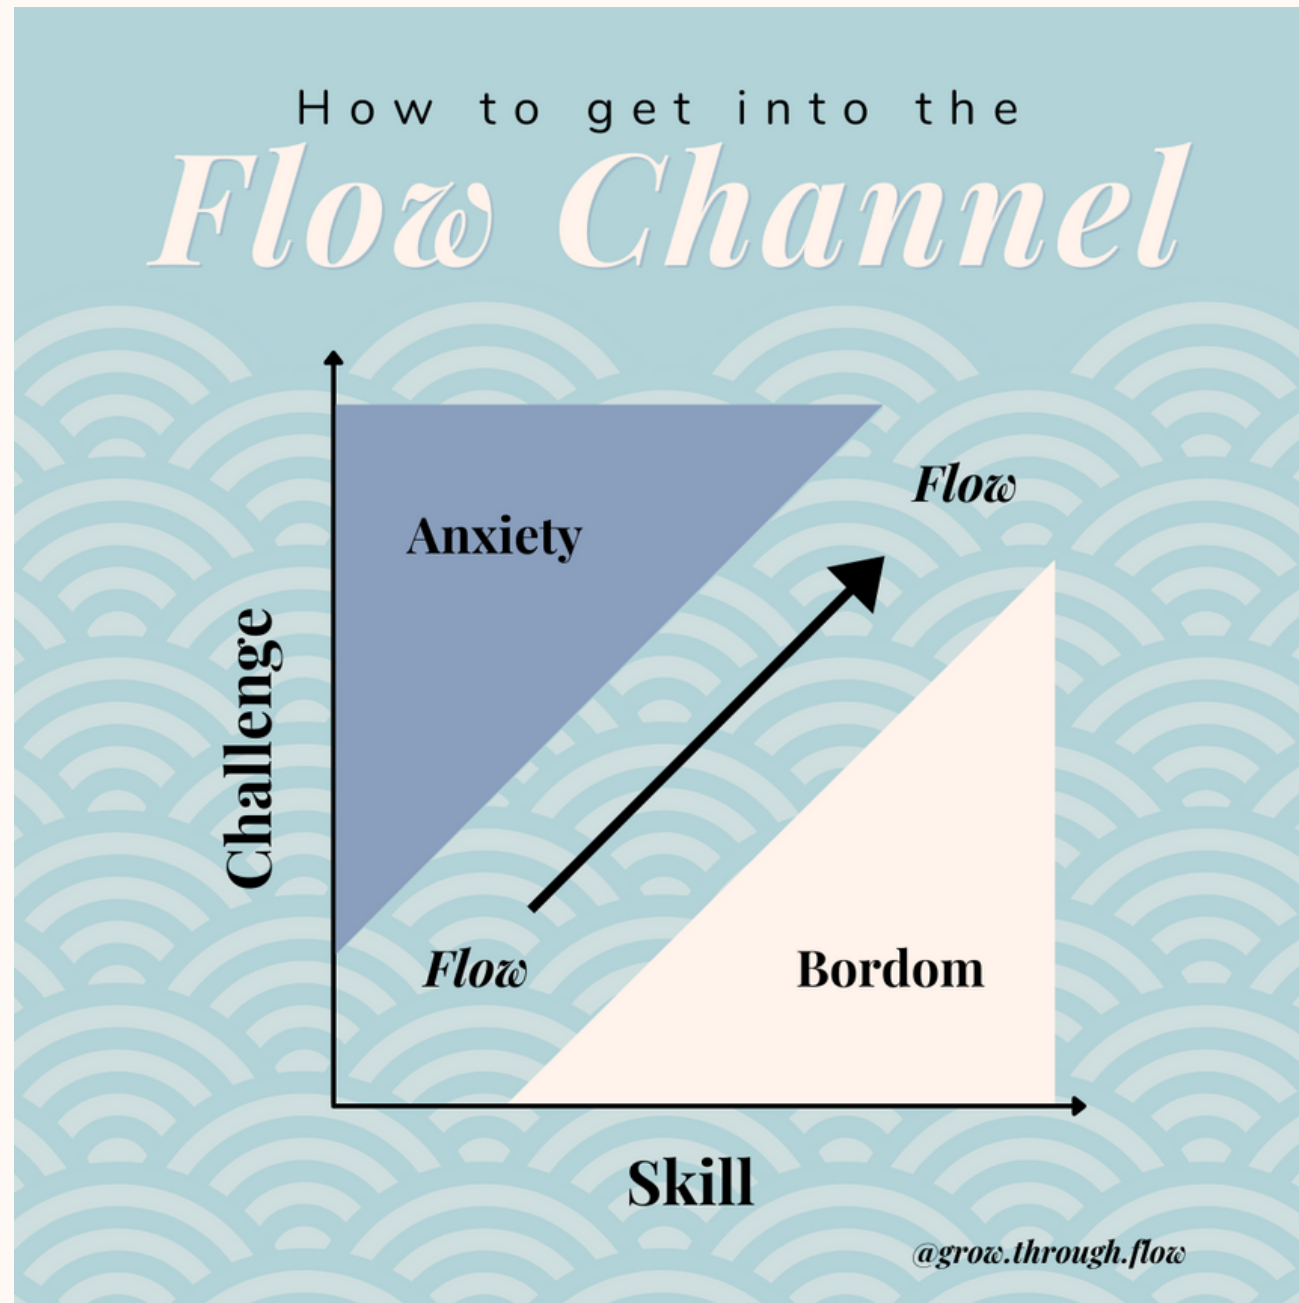 How to get into the
Flow Channel
Flow
Anxiety
Challenge
Flow
Bordom
Skill
@grow.through.flow